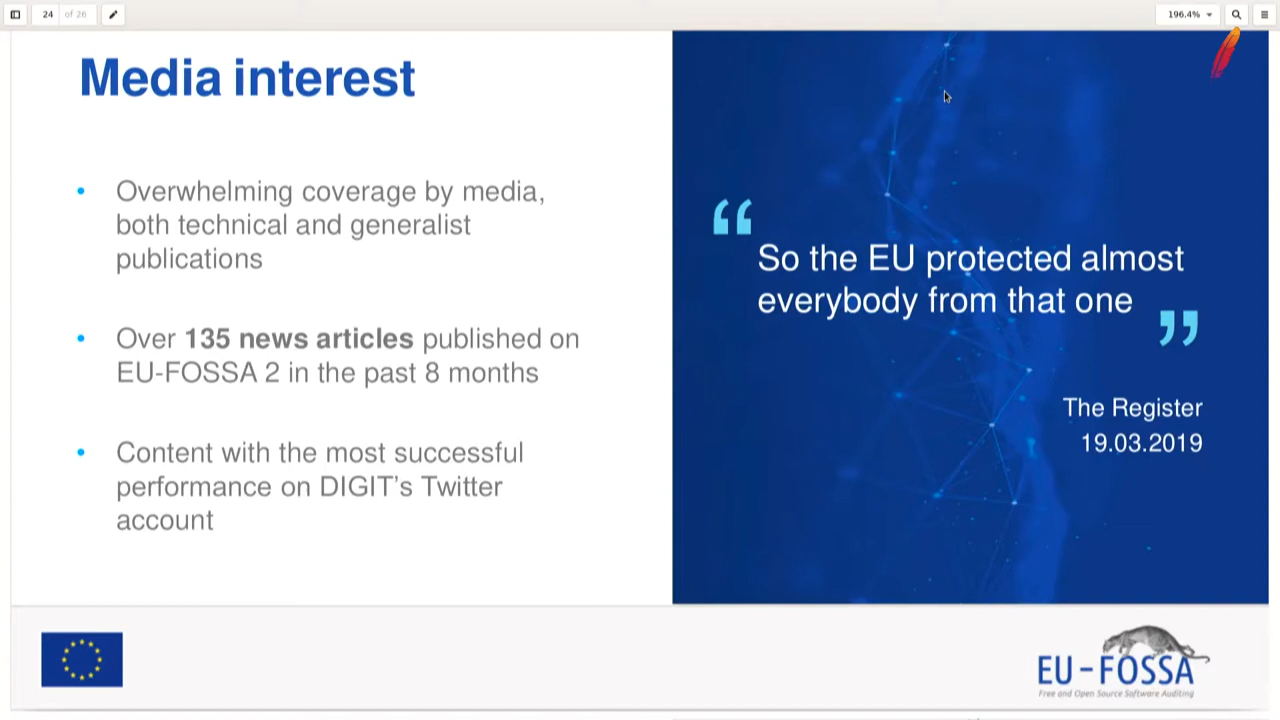 24 of 26
196.4%
Media interest
• Overwhelming coverage by media,
both technical and generalist
publications
• Over 135 news articles published on
EU-FOSSA 2 in the past 8 months
• Content with the most successful
performance on DIGIT’s Twitter
account
“
So the EU protected almost
everybody from that one
”
The Register
19.03.2019
EU-FOSSA
Free and Open Source Software Auditing